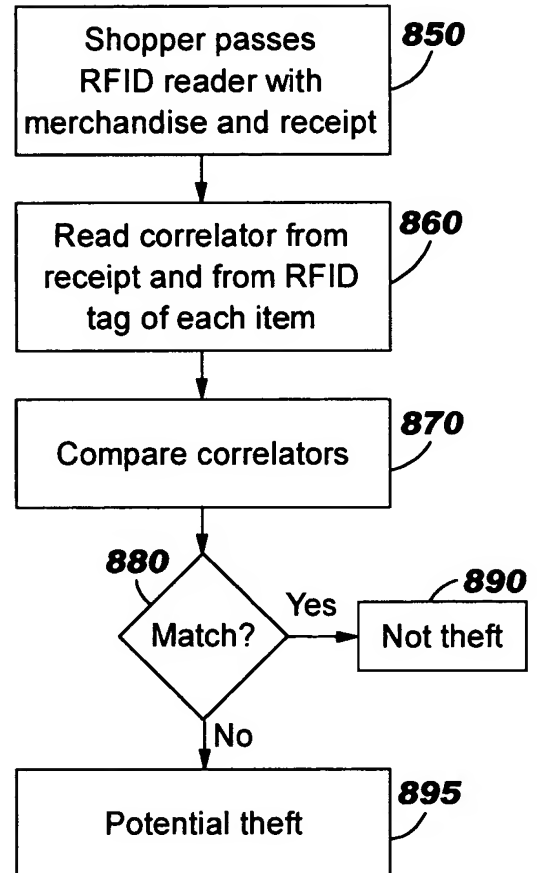 Shopper passes
RFID reader with
merchandise and receipt
850
Read correlator from
receipt and from RFID
tag of each item
860
Compare correlators
870
880
Match?
Yes
890
Not theft
No
Potential theft
895